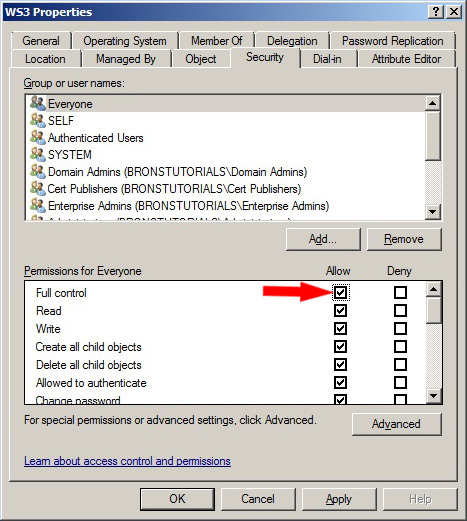 WS3 Properties
General Operating System Member Of Delegation Password Replication
Location Managed By Object Security Dial-in Attribute Editor
Group or user names:
Everyone
SELF
Authenticated Users
SYSTEM
Domain Admins (BRONSTUTORIALS\Domain Admins)
Cert Publishers (BRONSTUTORIALS\Cert Publishers)
Enterprise Admins (BRONSTUTORIALS\Enterprise Admins)
Add... Remove
Permissions for Everyone Allow Deny
Full control
Read
Write
Create all child objects
Delete all child objects
Allowed to authenticate
Change password
For special permissions or advanced settings, click Advanced.
Advanced
Learn about access control and permissions
OK Cancel Apply Help